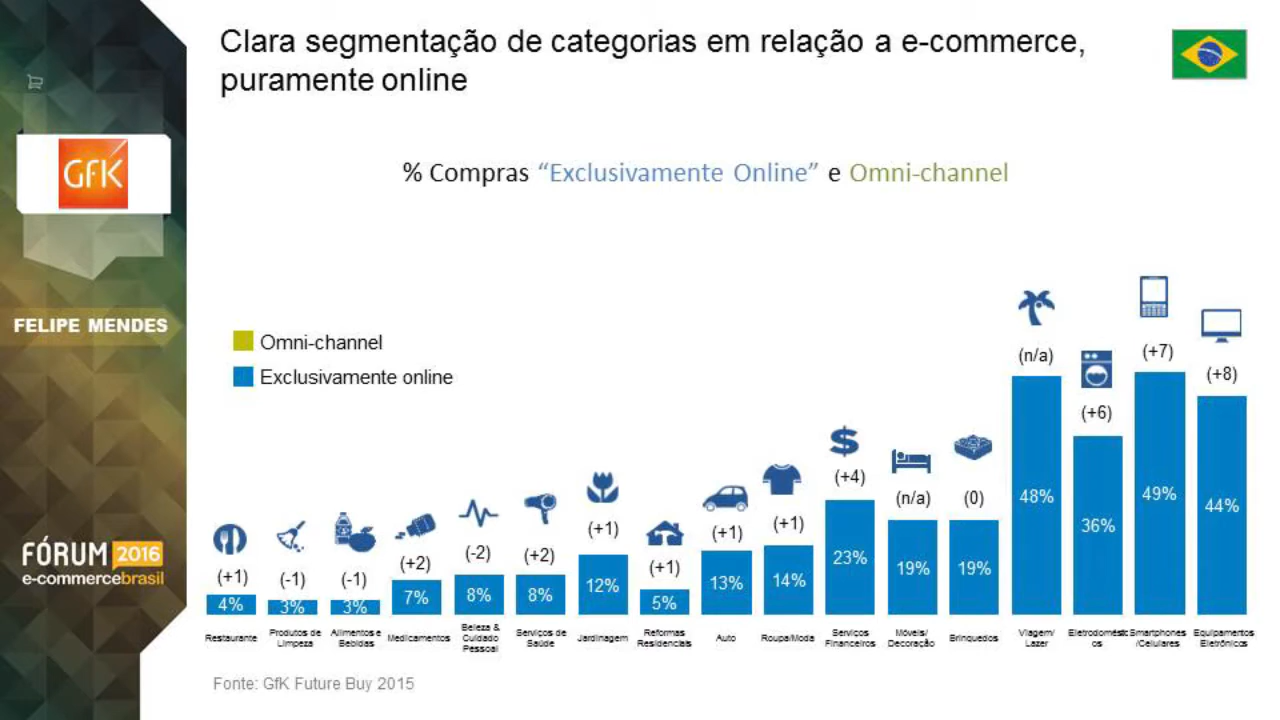 Clara segmentação de categorias em relação a e-commerce,
puramente online
GfK
% Compras “Exclusivamente Online” e Omni-channel
FELIPE MENDES
Omni-channel
Exclusivamente online
FÓRUM 2016
e-commercebrasil
(+1)
(-1)
(-1)
(+2)
(-2)
(+2)
(+1)
(+1)
(+1)
(+1)
(+4)
(n/a)
(0)
(n/a)
(+6)
(+7)
(+8)
4%
3%
3%
7%
8%
8%
12%
5%
13%
14%
23%
19%
19%
48%
36%
49%
44%
Restaurante
Produtos de
Limpeza
Alimentos e
Bebidas
Medicamentos
Beleza &
Cuidado
Pessoal
Serviços de
Saúde
Jardinagem
Reformas
Residenciais
Auto
Roupa/Moda
Serviços
Financeiros
Móveis/
Decoração
Brinquedos
Viagem/
Lazer
Eletrodoméstic
os
Smartphones
/Celulares
Equipamentos
Eletrônicos
Fonte: GfK Future Buy 2015